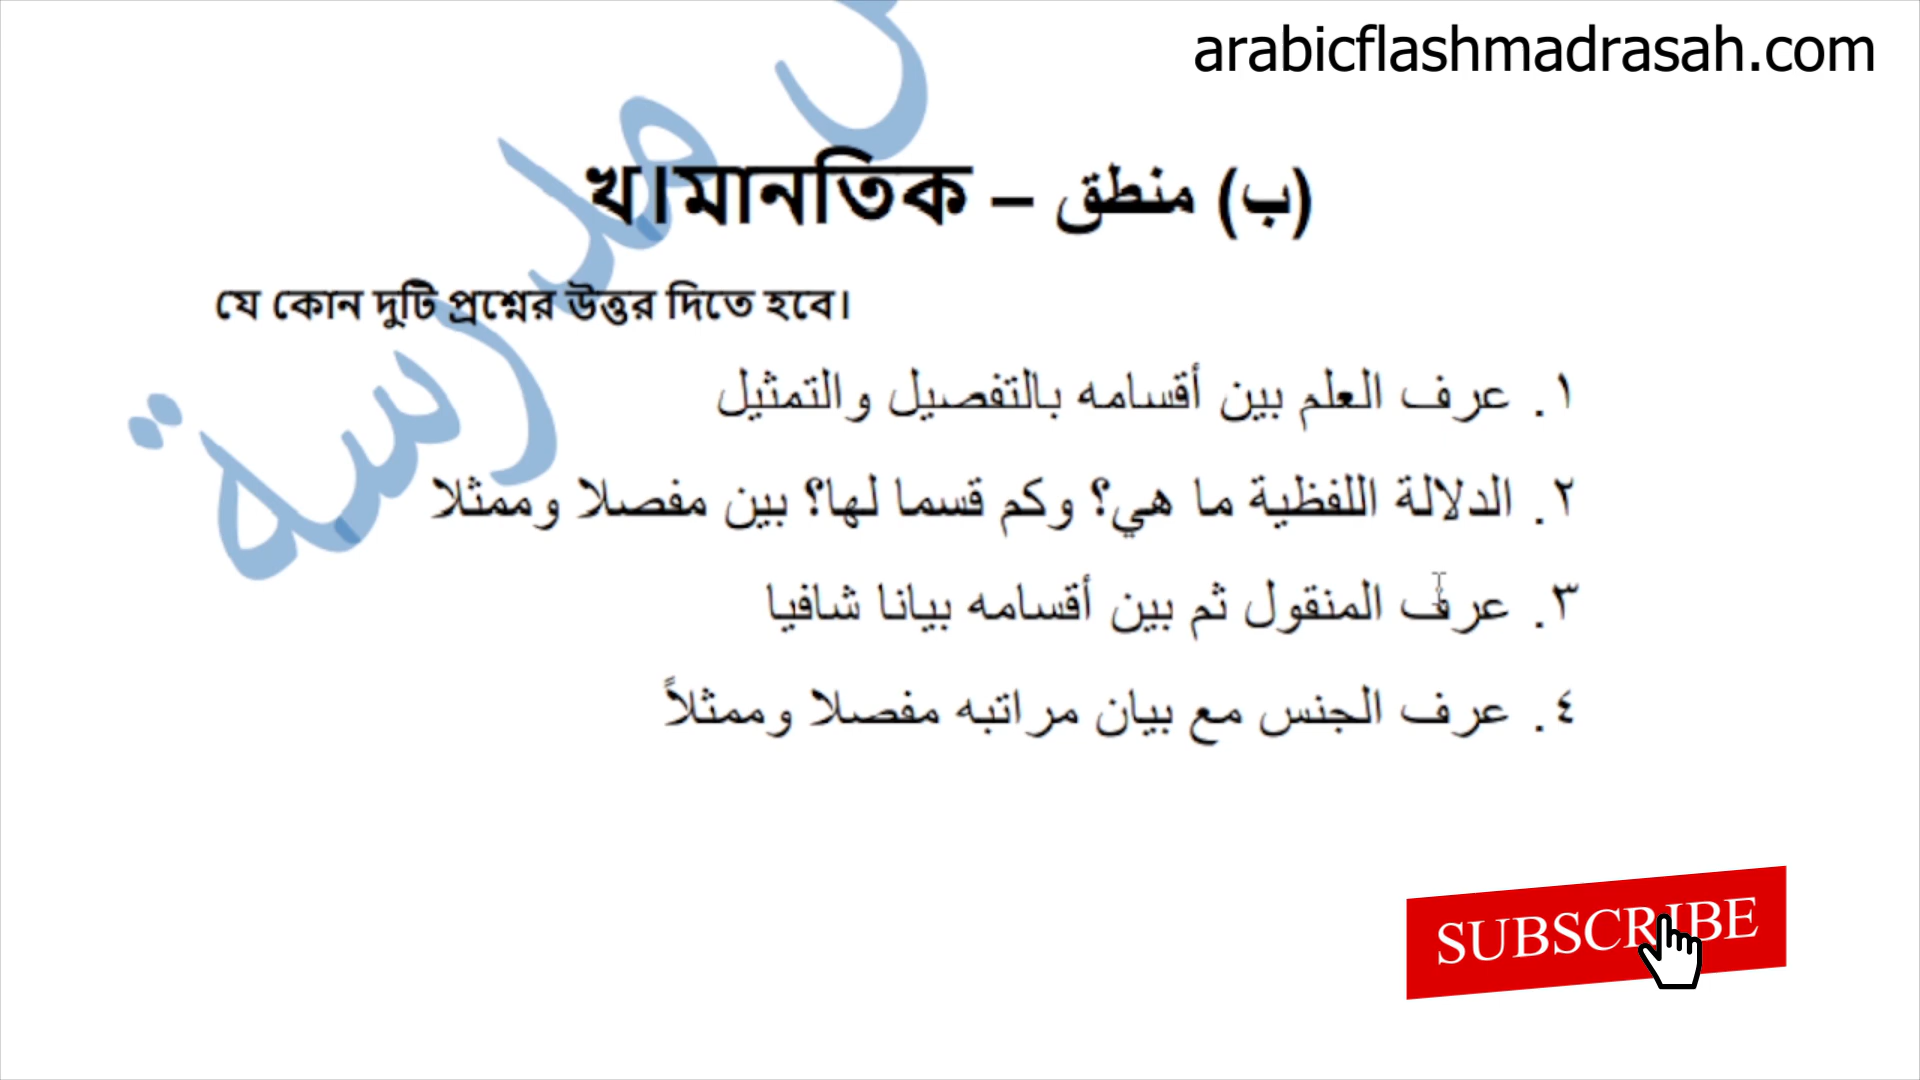 arabicflashmadrasah.com
খ।মানতিক – منطق (ب)
যে কোন দুটি প্রশ্নের উত্তর দিতে হবে।
١. عرف العلم بين أقسامه بالتفصيل والتمثيل
٢. الدلالة اللفظية ما هي؟ وكم قسما لها؟ بين مفصلا وممثلا
٣. عرف المنقول ثم بين أقسامه بيانا شافيا
٤. عرف الجنس مع بيان مراتبه مفصلا وممثلاً
مدرسة
SUBSCRIBE